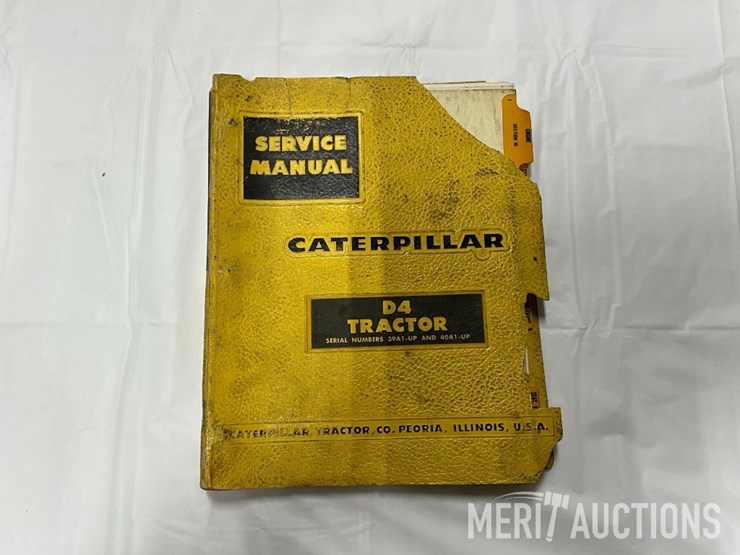 SERVICE
MANUAL
CATERPILLAR
D4
TRACTOR
SERIAL NUMBERS 39A1-UP AND 40A1-UP
CATERPILLAR TRACTOR CO. PEORIA, ILLINOIS, U.S.A.
ENGINE
MERIT AUCTIONS